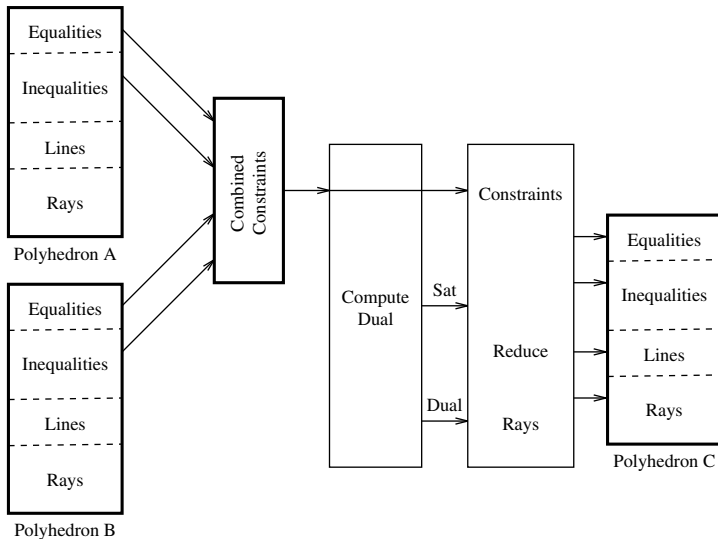 Equalities
Inequalities
Lines
Rays
Polyhedron A
Equalities
Inequalities
Lines
Rays
Polyhedron B
Combined
Constraints
Compute
Dual
Sat
Dual
Constraints
Reduce
Rays
Equalities
Inequalities
Lines
Rays
Polyhedron C